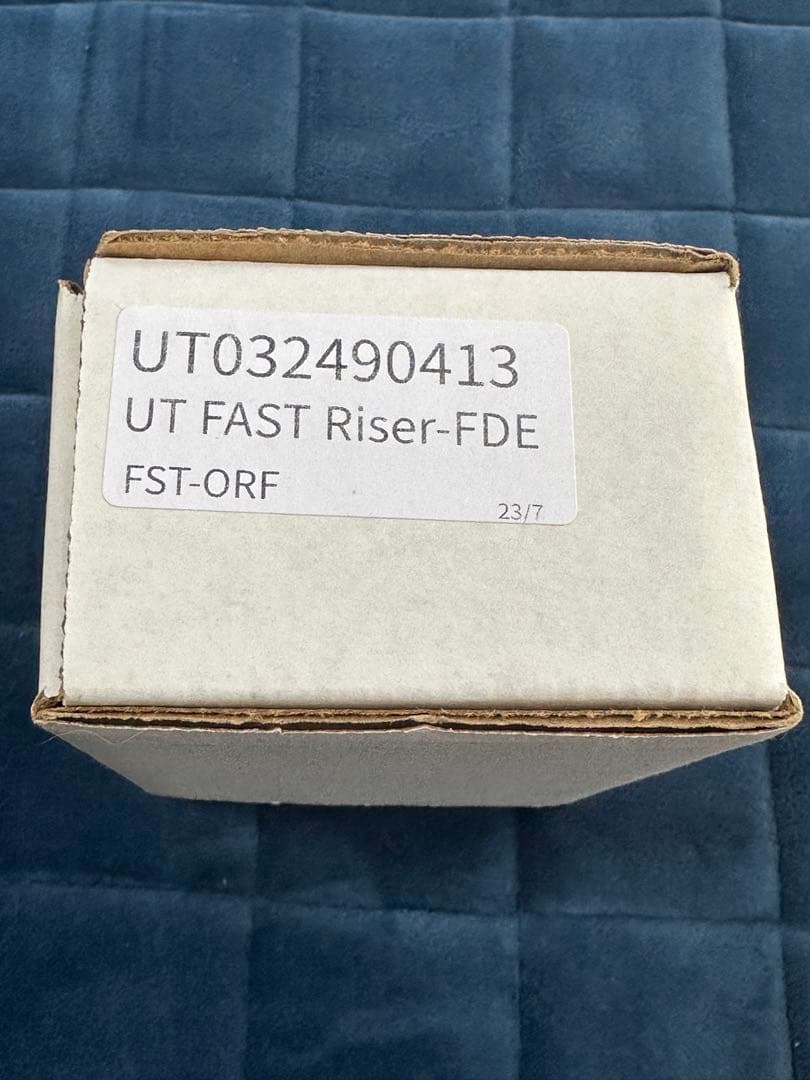 UT032490413
UT FAST Riser-FDE
FST-ORF
23/7